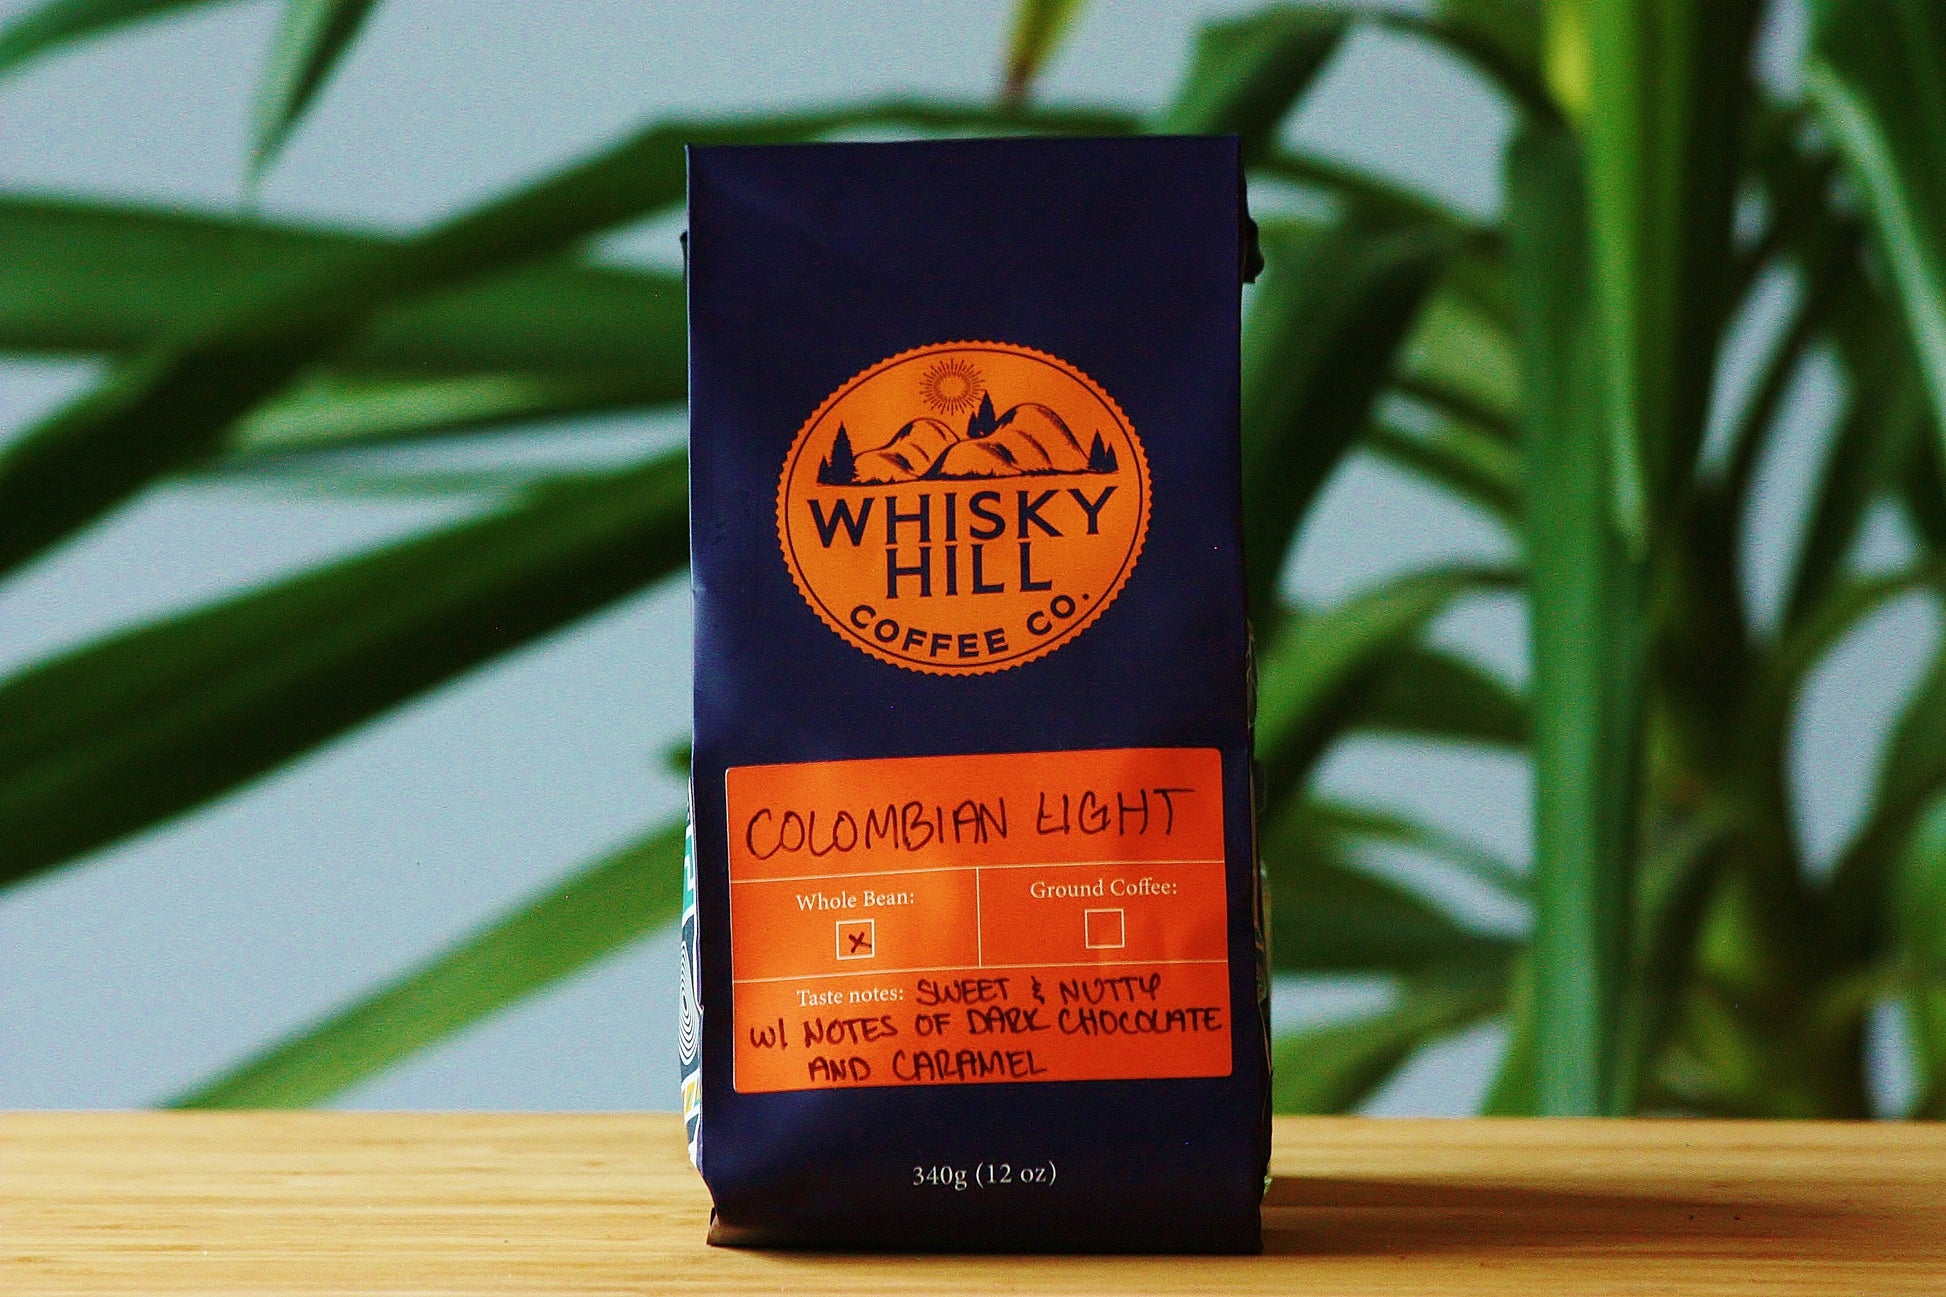 WHISKY
HILL
COFFEE CO.
COLOMBIAN LIGHT
Whole Bean:
x
Ground Coffee:
Taste notes: SWEET & NUTTY
w/ NOTES OF DARK CHOCOLATE
AND CARAMEL
340g (12 oz)